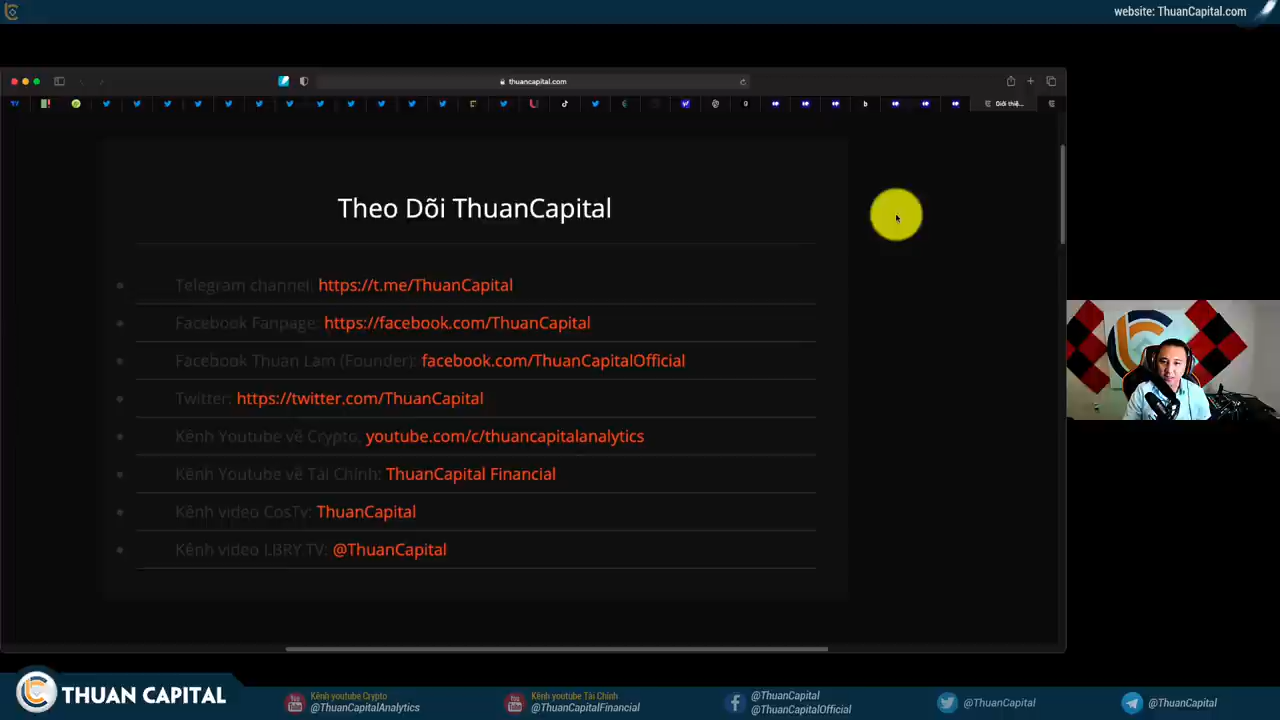 website: ThuanCapital.com
thuancapital.com
Giới thiệ...
Theo Dõi ThuanCapital
Telegram channel: https://t.me/ThuanCapital
Facebook Fanpage: https://facebook.com/ThuanCapital
Facebook Thuan Lam (Founder): facebook.com/ThuanCapitalOfficial
Twitter: https://twitter.com/ThuanCapital
Kênh Youtube về Crypto: youtube.com/c/thuancapitalanalytics
Kênh Youtube về Tài Chính: ThuanCapital Financial
Kênh video CosTv: ThuanCapital
Kênh video LBRY TV: @ThuanCapital
THUAN CAPITAL
Kênh youtube Crypto
@ThuanCapitalAnalytics
Kênh youtube Tài Chính
@ThuanCapitalFinancial
@ThuanCapital
@ThuanCapitalOfficial
@ThuanCapital
@ThuanCapital